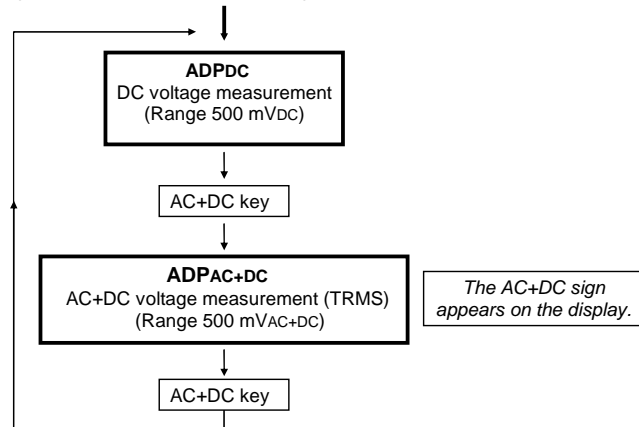 ADPDC
DC voltage measurement
(Range 500 mVDC)
AC+DC key
ADPAC+DC
AC+DC voltage measurement (TRMS)
(Range 500 mVAC+DC)
The AC+DC sign
appears on the display.
AC+DC key